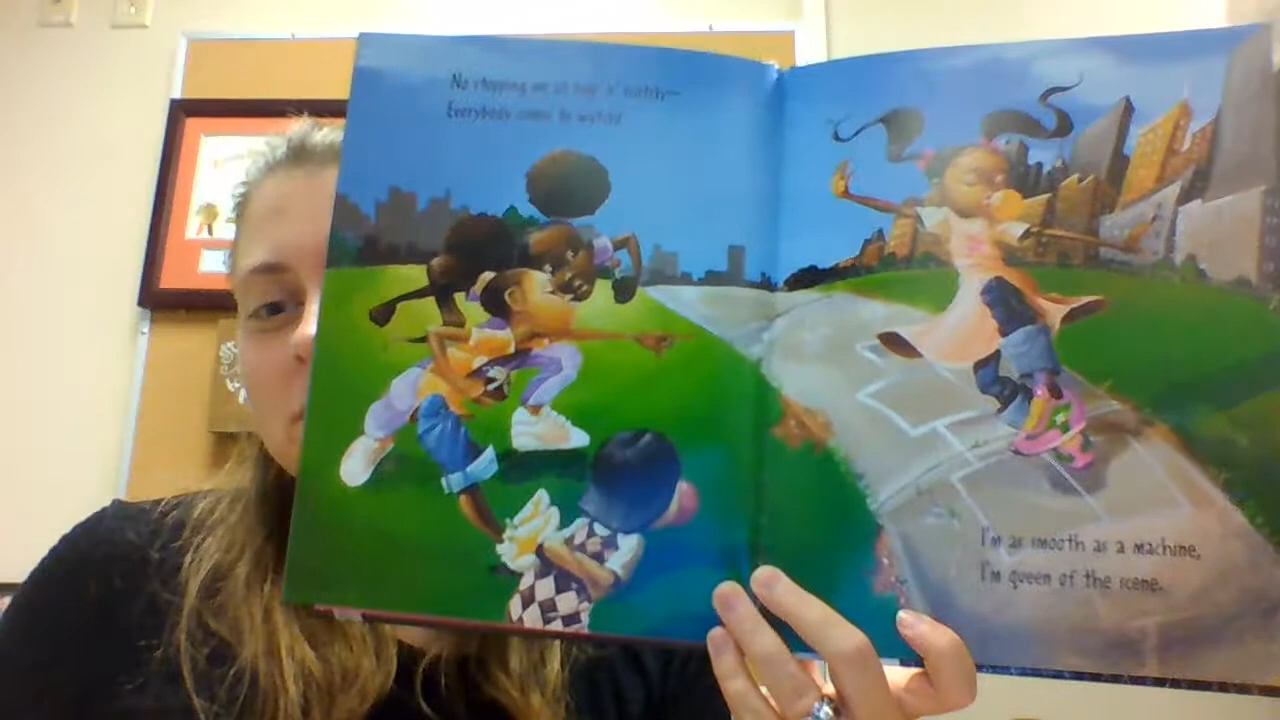 No stopping me at hop 'n' scotch—
Everybody comes to watch!
I'm as smooth as a machine,
I'm queen of the scene.